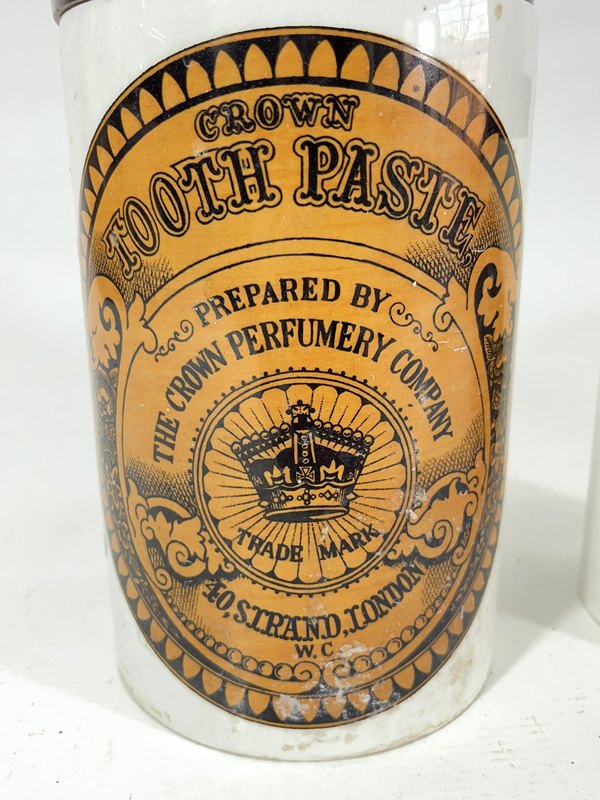 CROWN
TOOTH PASTE,
PREPARED BY
THE CROWN PERFUMERY COMPANY
TRADE MARK
40, STRAND, LONDON
W.C